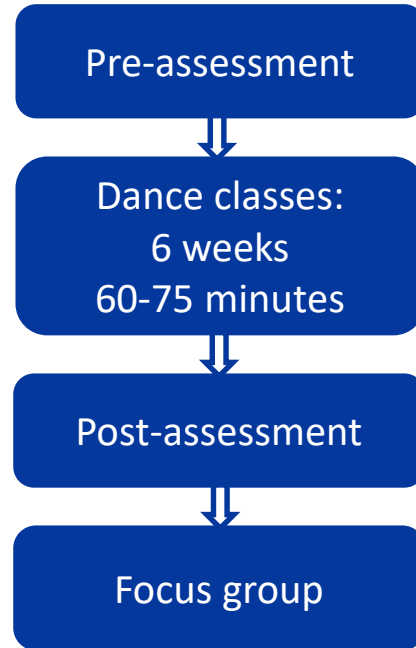 Pre-assessment
Dance classes:
6 weeks
60-75 minutes
Post-assessment
Focus group